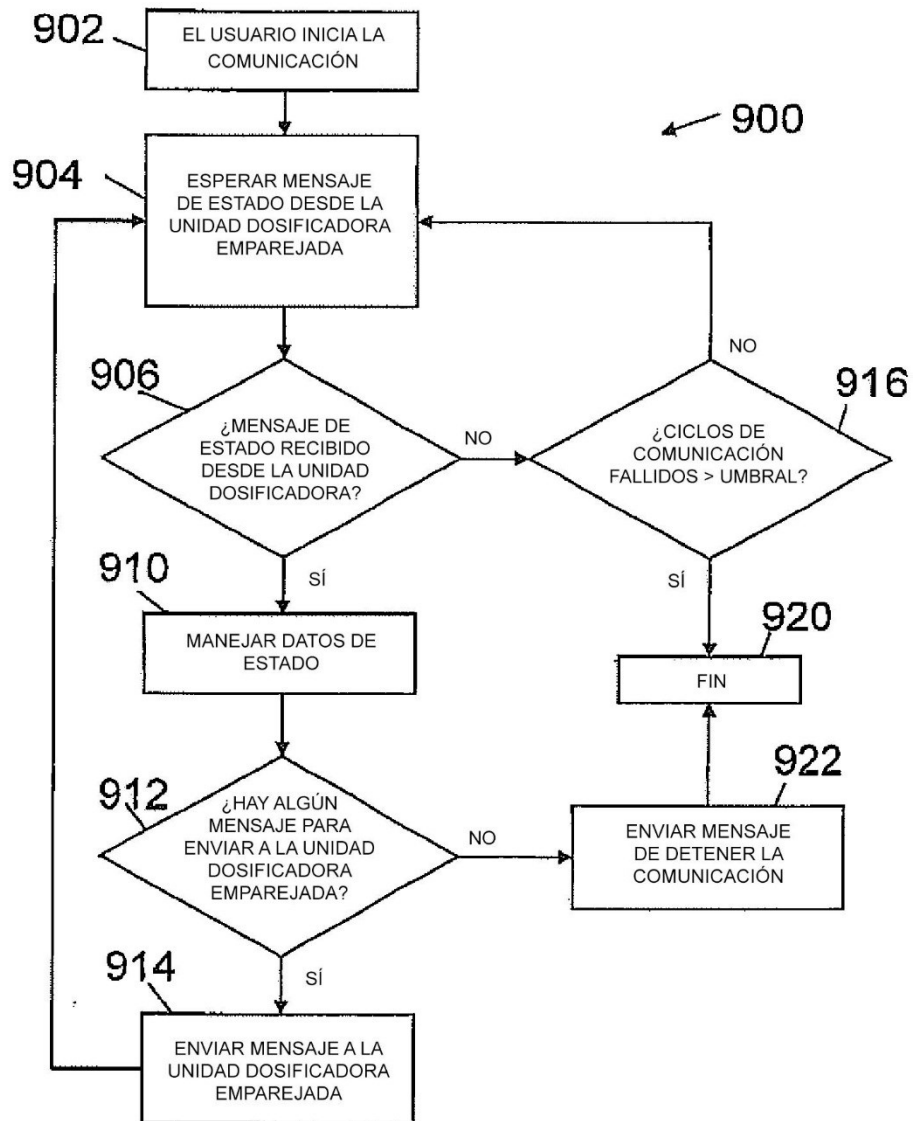 902
EL USUARIO INICIA LA
COMUNICACIÓN
900
904
ESPERAR MENSAJE
DE ESTADO DESDE LA
UNIDAD DOSIFICADORA
EMPAREJADA
906
¿MENSAJE DE
ESTADO RECIBIDO
DESDE LA UNIDAD
DOSIFICADORA?
NO
NO
916
¿CICLOS DE
COMUNICACIÓN
FALLIDOS > UMBRAL?
SÍ
SÍ
910
MANEJAR DATOS DE
ESTADO
920
FIN
912
¿HAY ALGÚN
MENSAJE PARA
ENVIAR A LA UNIDAD
DOSIFICADORA
EMPAREJADA?
NO
922
ENVIAR MENSAJE
DE DETENER LA
COMUNICACIÓN
SÍ
914
ENVIAR MENSAJE A LA
UNIDAD DOSIFICADORA
EMPAREJADA